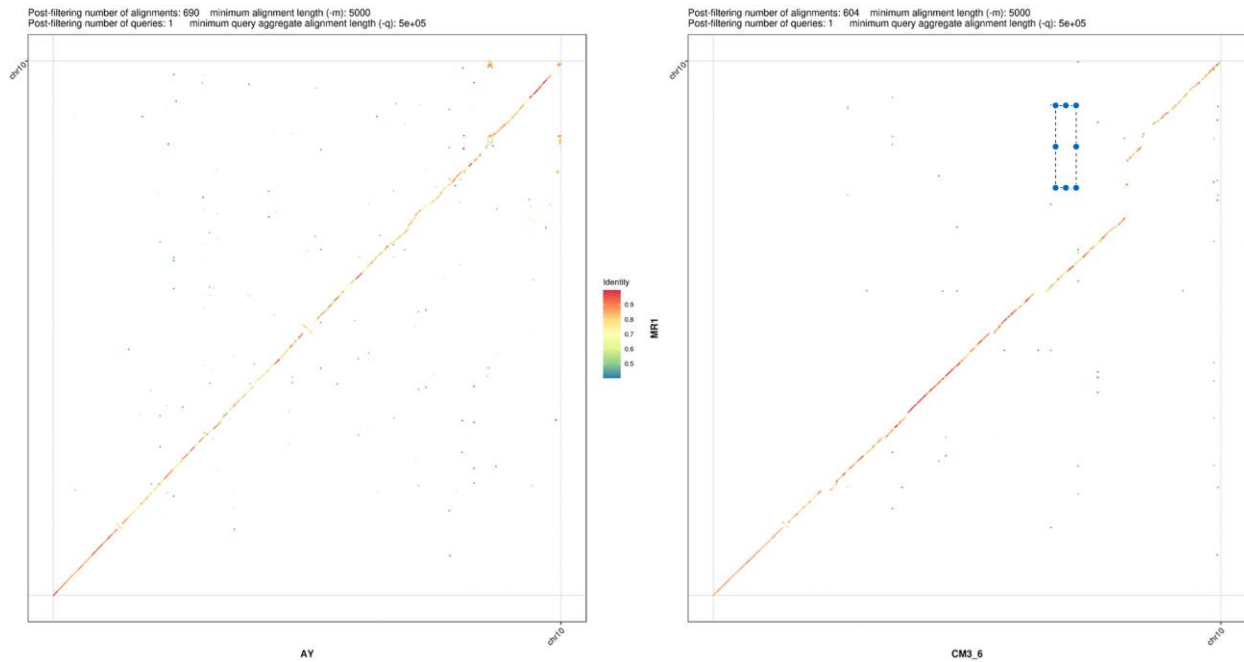 Post-filtering number of alignments: 690    minimum alignment length (-m): 5000
Post-filtering number of queries: 1    minimum query aggregate alignment length (-q): 5e+05
chr10
chr10
AY
Identity
0.9
0.8
0.7
0.6
0.5
Post-filtering number of alignments: 604    minimum alignment length (-m): 5000
Post-filtering number of queries: 1    minimum query aggregate alignment length (-q): 5e+05
chr10
MR1
chr10
CM3_6